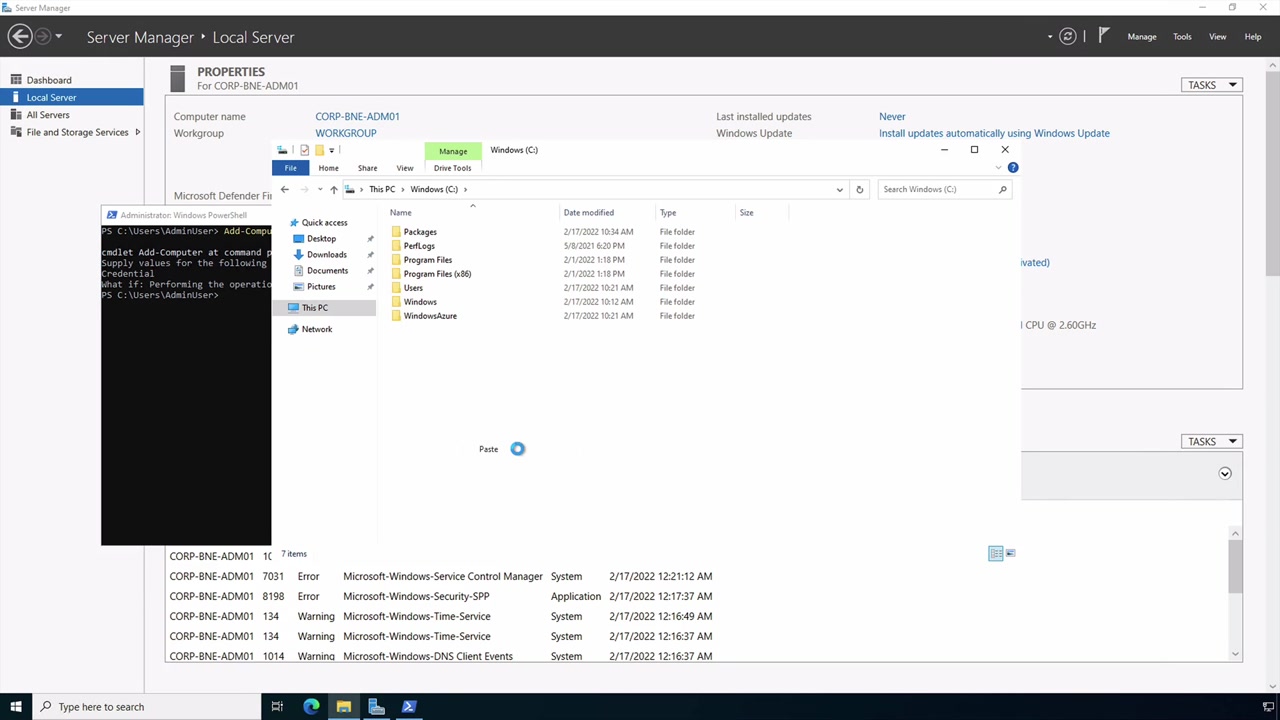 Server Manager
Server Manager • Local Server
Manage Tools View Help
Dashboard
Local Server
All Servers
File and Storage Services
PROPERTIES
For CORP-BNE-ADM01
TASKS
Computer name CORP-BNE-ADM01 Last installed updates Never
Workgroup WORKGROUP Windows Update Install updates automatically using Windows Update
Microsoft Defender Fir
Manage Windows (C:)
File Home Share View Drive Tools
This PC Windows (C:) Search Windows (C:)
Quick access
Desktop
Downloads
Documents
Pictures
This PC
Network
Name Date modified Type Size
Packages 2/17/2022 10:34 AM File folder
PerfLogs 5/8/2021 6:20 PM File folder
Program Files 2/1/2022 1:18 PM File folder
Program Files (x86) 2/1/2022 1:18 PM File folder
Users 2/17/2022 10:21 AM File folder
Windows 2/17/2022 10:12 AM File folder
WindowsAzure 2/17/2022 10:21 AM File folder
Paste
7 items
Administrator: Windows PowerShell
PS C:\Users\AdminUser> Add-Compu
cmdlet Add-Computer at command p
Supply values for the following
Credential
What if: Performing the operatio
PS C:\Users\AdminUser>
vated)
CPU @ 2.60GHz
TASKS
CORP-BNE-ADM01 10
CORP-BNE-ADM01 7031 Error Microsoft-Windows-Service Control Manager System 2/17/2022 12:21:12 AM
CORP-BNE-ADM01 8198 Error Microsoft-Windows-Security-SPP Application 2/17/2022 12:17:37 AM
CORP-BNE-ADM01 134 Warning Microsoft-Windows-Time-Service System 2/17/2022 12:16:49 AM
CORP-BNE-ADM01 134 Warning Microsoft-Windows-Time-Service System 2/17/2022 12:16:37 AM
CORP-BNE-ADM01 1014 Warning Microsoft-Windows-DNS Client Events System 2/17/2022 12:16:37 AM
Type here to search